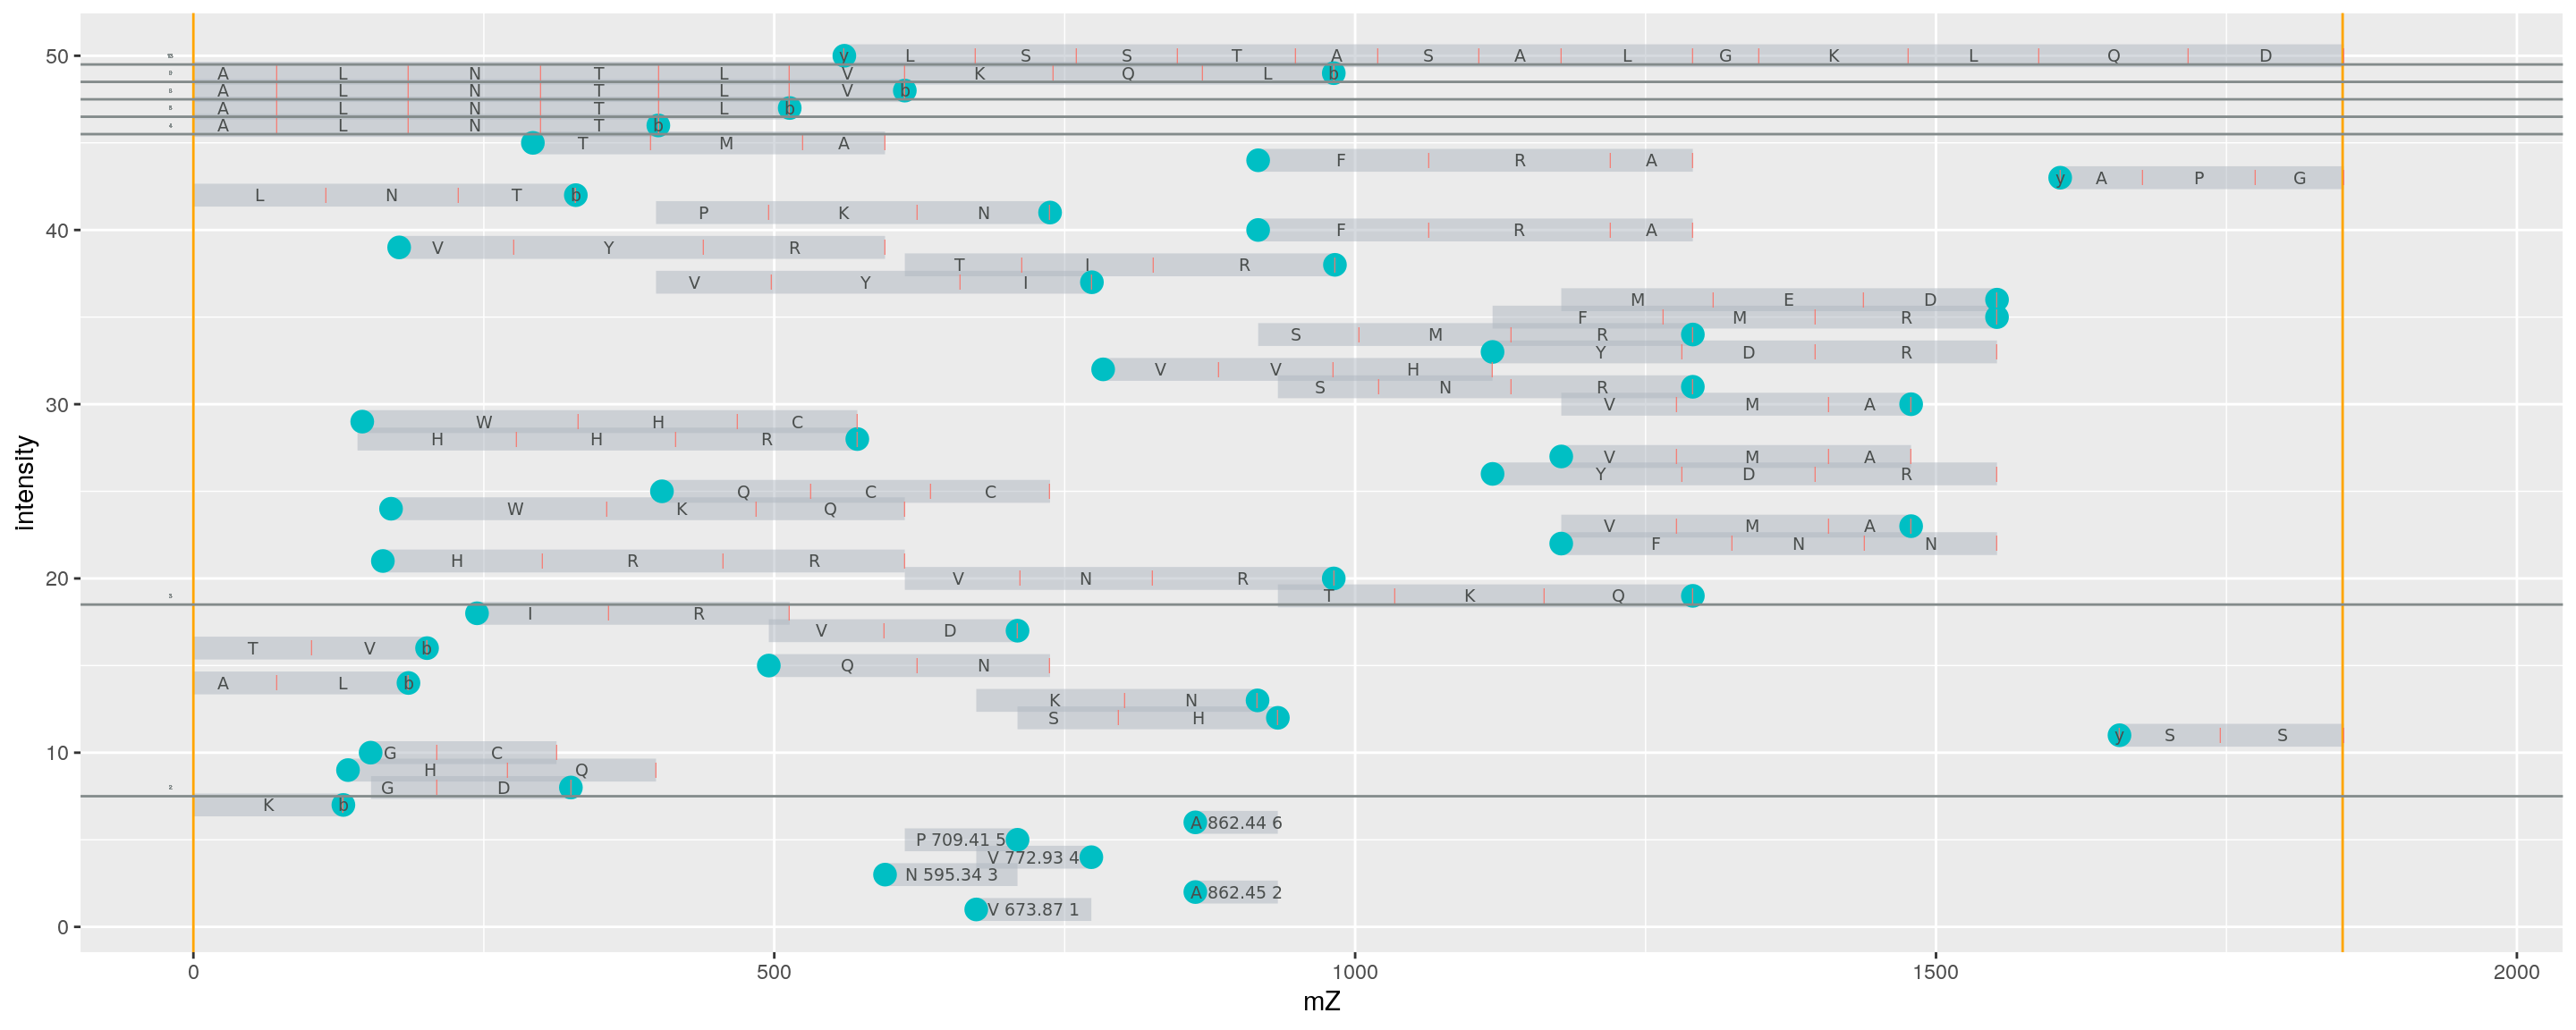 50 y L S S T A S A L G K L Q D
A L N T L V K Q L b
A L N T L V b
A L N T L b
A L N T b
T M A
F R A
y A P G
L N T b
P K N
40 F R A
V Y R
T I R
V Y I
M E D
F M R
S M R
Y D R
V V H
S N R
30 V M A
W H C
H H R
V M A
Y D R
Q C C
W K Q
V M A
F N N
H R R
20 V N R
T K Q
I R
V D
T V b
Q N
A L b
K N
S H
y S S
10 G C
H Q
G D
K b
A 862.44 6
P 709.41 5
V 772.93 4
N 595.34 3
A 862.45 2
V 673.87 1
0
intensity
0 500 1000 1500 2000
mZ